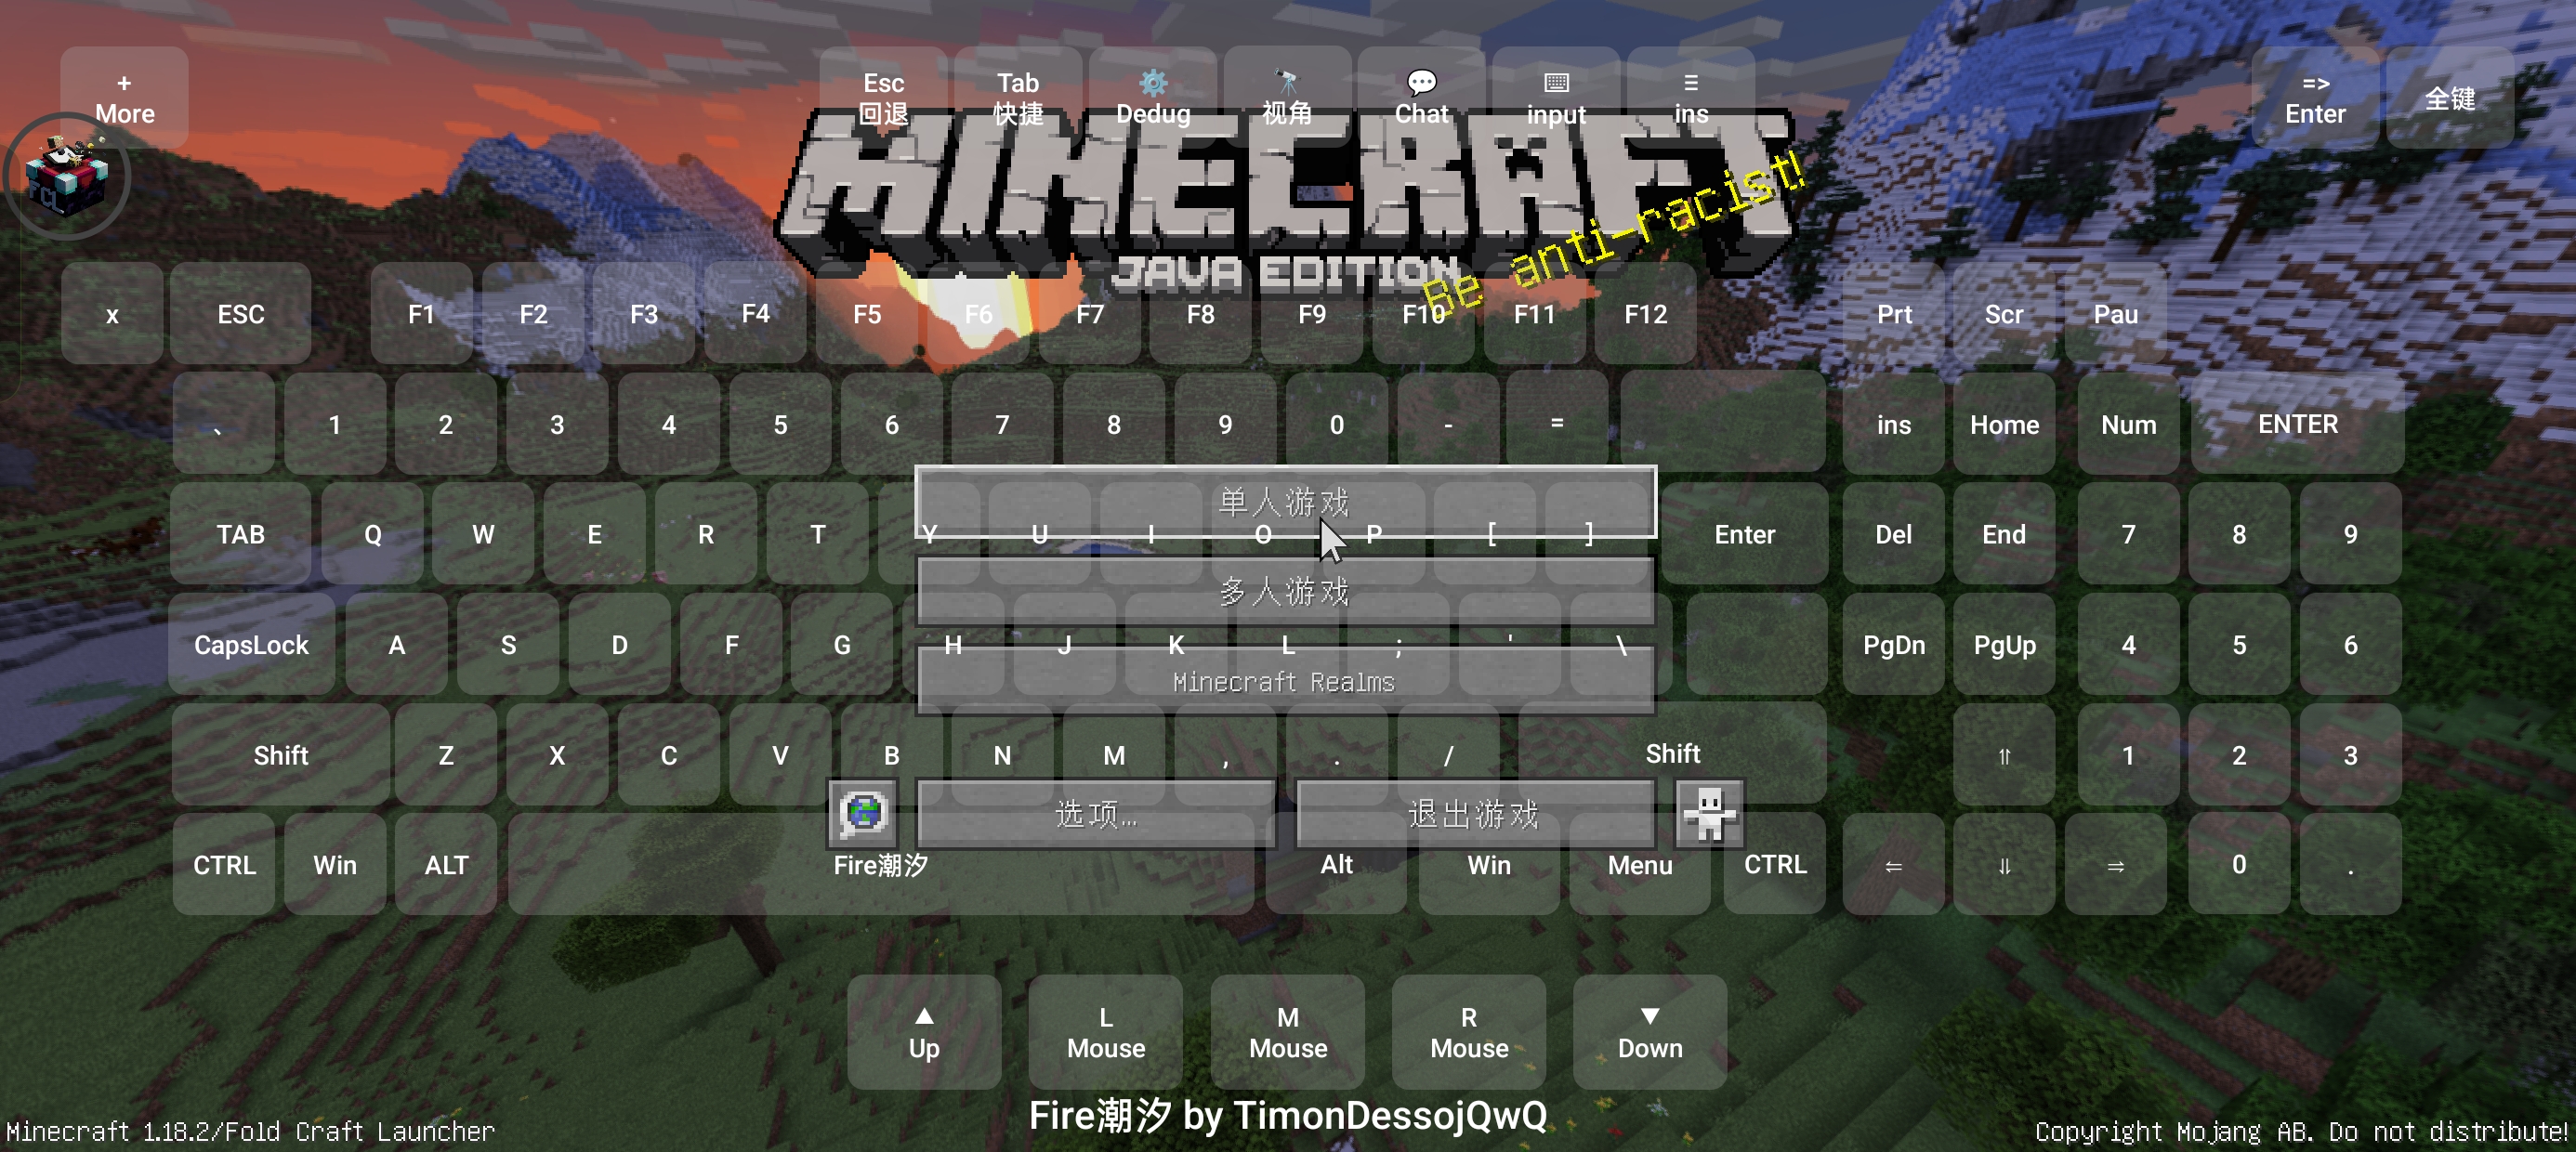 +
More
Esc
回退
Tab
快捷
Dedug
视角
Chat
input
ins
=>
Enter
全键
FCL
MINECRAFT
JAVA EDITION
Be anti-racist!
x ESC F1 F2 F3 F4 F5 F6 F7 F8 F9 F10 F11 F12 Prt Scr Pau
、 1 2 3 4 5 6 7 8 9 0 - = ins Home Num ENTER
单人游戏
TAB Q W E R T Y U I O P [ ] Enter Del End 7 8 9
多人游戏
CapsLock A S D F G H J K L ; ' \ PgDn PgUp 4 5 6
Minecraft Realms
Shift Z X C V B N M , . / Shift ⇑ 1 2 3
选项... 退出游戏
CTRL Win ALT Fire潮汐 Alt Win Menu CTRL ⇐ ⇓ ⇒ 0 .
▲
Up
L
Mouse
M
Mouse
R
Mouse
▼
Down
Fire潮汐 by TimonDessojQwQ
Minecraft 1.18.2/Fold Craft Launcher
Copyright Mojang AB. Do not distribute!